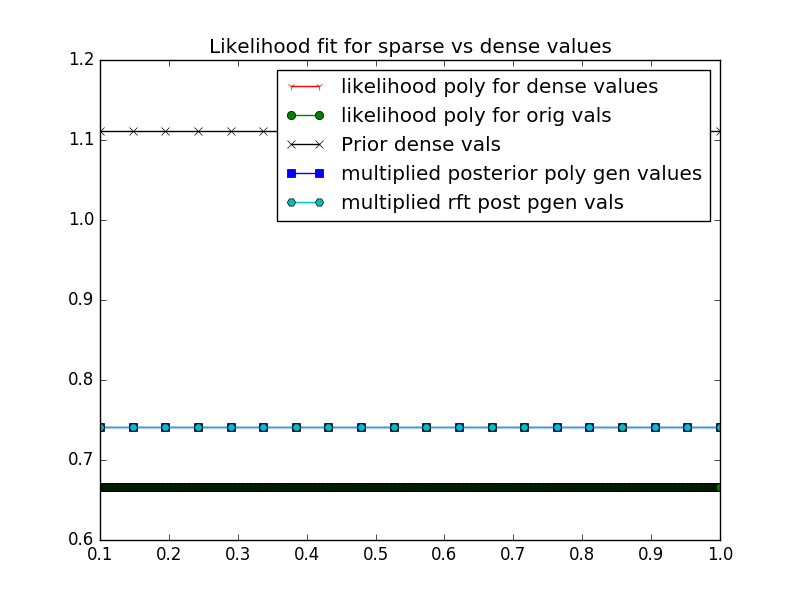 Likelihood fit for sparse vs dense values
1.2
likelihood poly for dense values
likelihood poly for orig vals
Prior dense vals
multiplied posterior poly gen values
multiplied rft post pgen vals
1.1
1.0
0.9
0.8
0.7
0.6
0.1 0.2 0.3 0.4 0.5 0.6 0.7 0.8 0.9 1.0